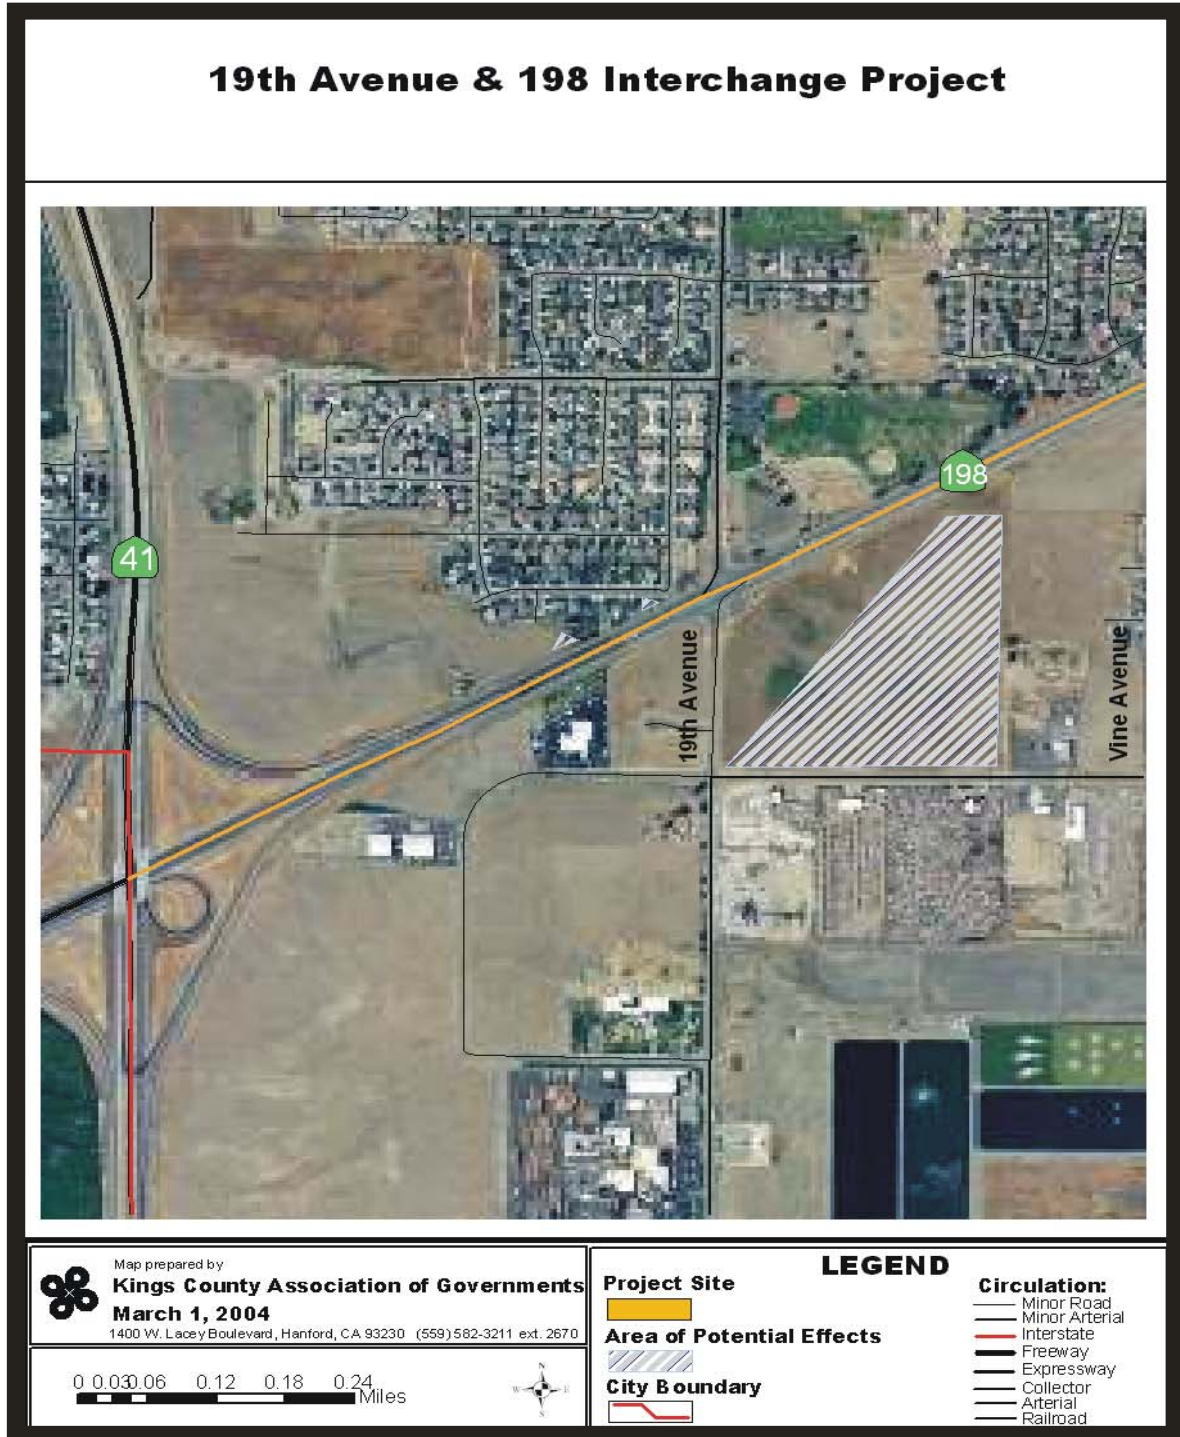 19th Avenue & 198 Interchange Project
198
41
19th Avenue
Vine Avenue
Map prepared by
Kings County Association of Governments
March 1, 2004
1400 W. Lacey Boulevard, Hanford, CA 93230 (559) 582-3211 ext. 2670
0 0.03 0.06 0.12 0.18 0.24
Miles
N
W E
S
LEGEND
Project Site
Area of Potential Effects
City Boundary
Circulation:
Minor Road
Minor Arterial
Interstate
Freeway
Expressway
Collector
Arterial
Railroad